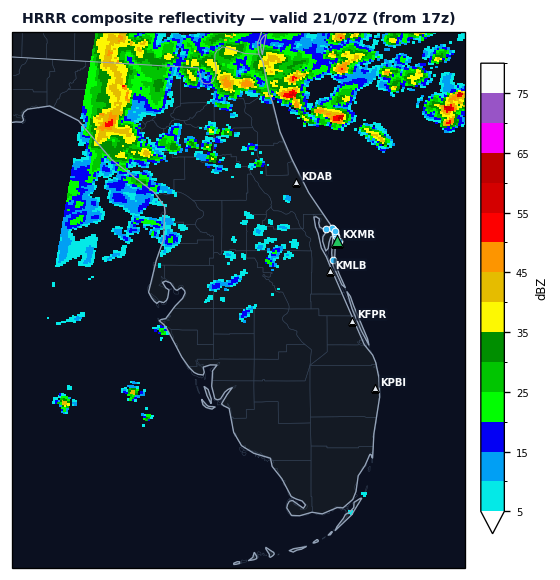 HRRR composite reflectivity — valid 21/07Z (from 17z)
KDAB
KXMR
KMLB
KFPR
KPBI
75
65
55
45
35
25
15
5
dBZ